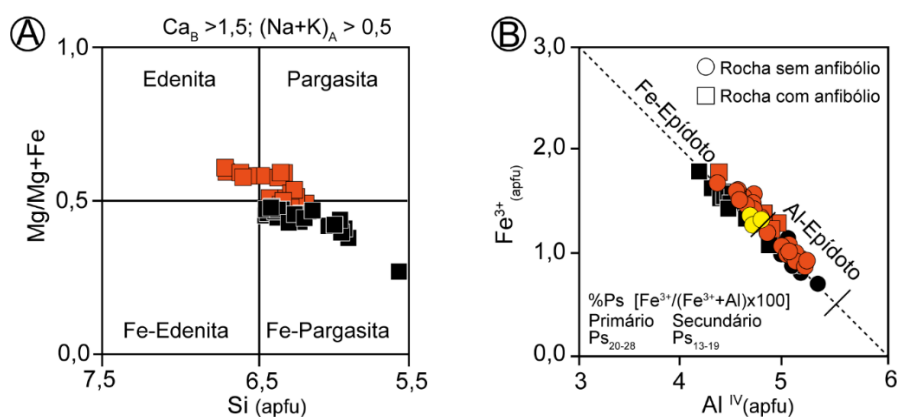 A
Ca_B >1,5; (Na+K)_A > 0,5
Mg/Mg+Fe
1,0
0,5
0,0
Edenita
Pargasita
Fe-Edenita
Fe-Pargasita
7,5
6,5
5,5
Si (apfu)
B
Fe³⁺(apfu)
3,0
2,0
1,0
0,0
Rocha sem anfibólio
Rocha com anfibólio
Fe-Epídoto
Al-Epídoto
%Ps [Fe³⁺/(Fe³⁺+Al)x100]
Primário Secundário
Ps₂₀₋₂₈ Ps₁₃₋₁₉
3
4
5
6
Al ᴵⱽ(apfu)